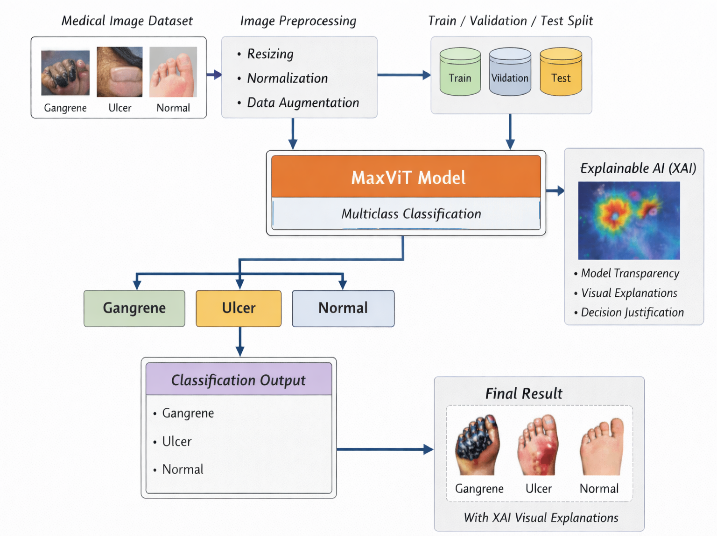 Medical Image Dataset
Gangrene
Ulcer
Normal
Image Preprocessing
• Resizing
• Normalization
• Data Augmentation
Train / Validation / Test Split
Train
Viidation
Test
MaxViT Model
Multiclass Classification
Explainable AI (XAI)
• Model Transparency
• Visual Explanations
• Decision Justification
Gangrene
Ulcer
Normal
Classification Output
• Gangrene
• Ulcer
• Normal
Final Result
Gangrene
Ulcer
Normal
With XAI Visual Explanations